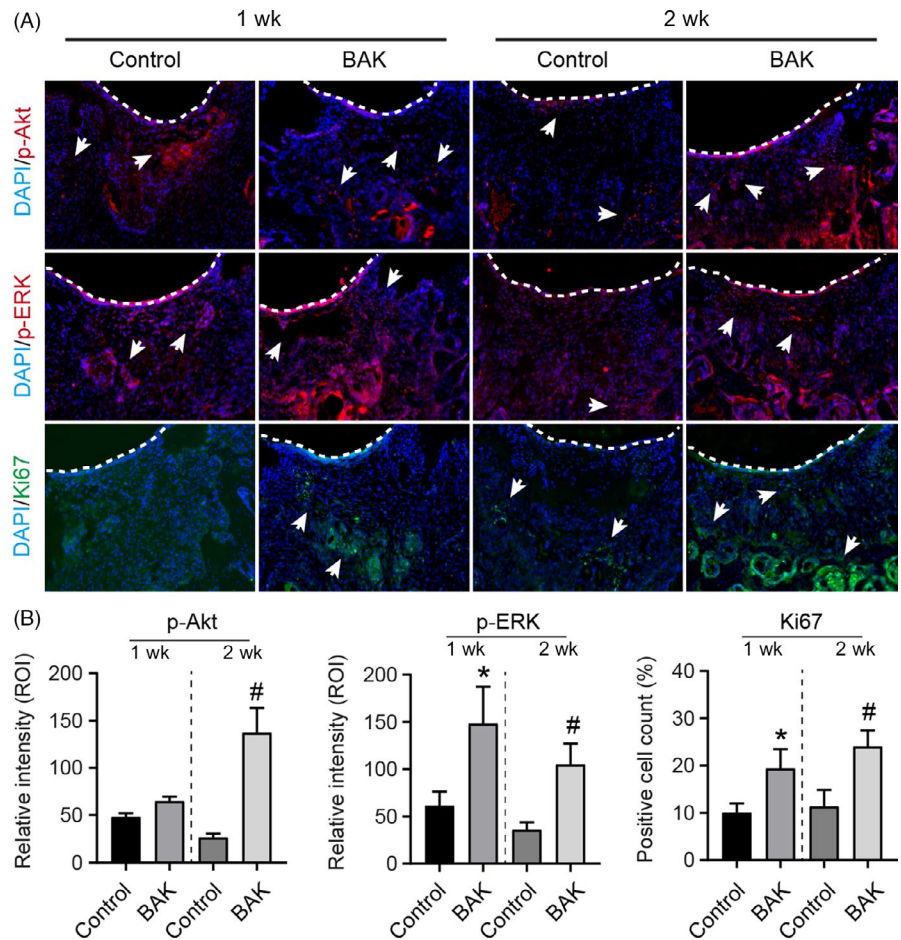 (A)
1 wk
2 wk
Control
BAK
Control
BAK
DAPI/p-Akt
DAPI/p-ERK
DAPI/Ki67
(B)
p-Akt
1 wk
2 wk
Relative intensity (ROI)
200
150
100
50
0
#
Control
BAK
Control
BAK
p-ERK
1 wk
2 wk
Relative intensity (ROI)
200
150
100
50
0
*
#
Control
BAK
Control
BAK
Ki67
1 wk
2 wk
Positive cell count (%)
40
30
20
10
0
*
#
Control
BAK
Control
BAK